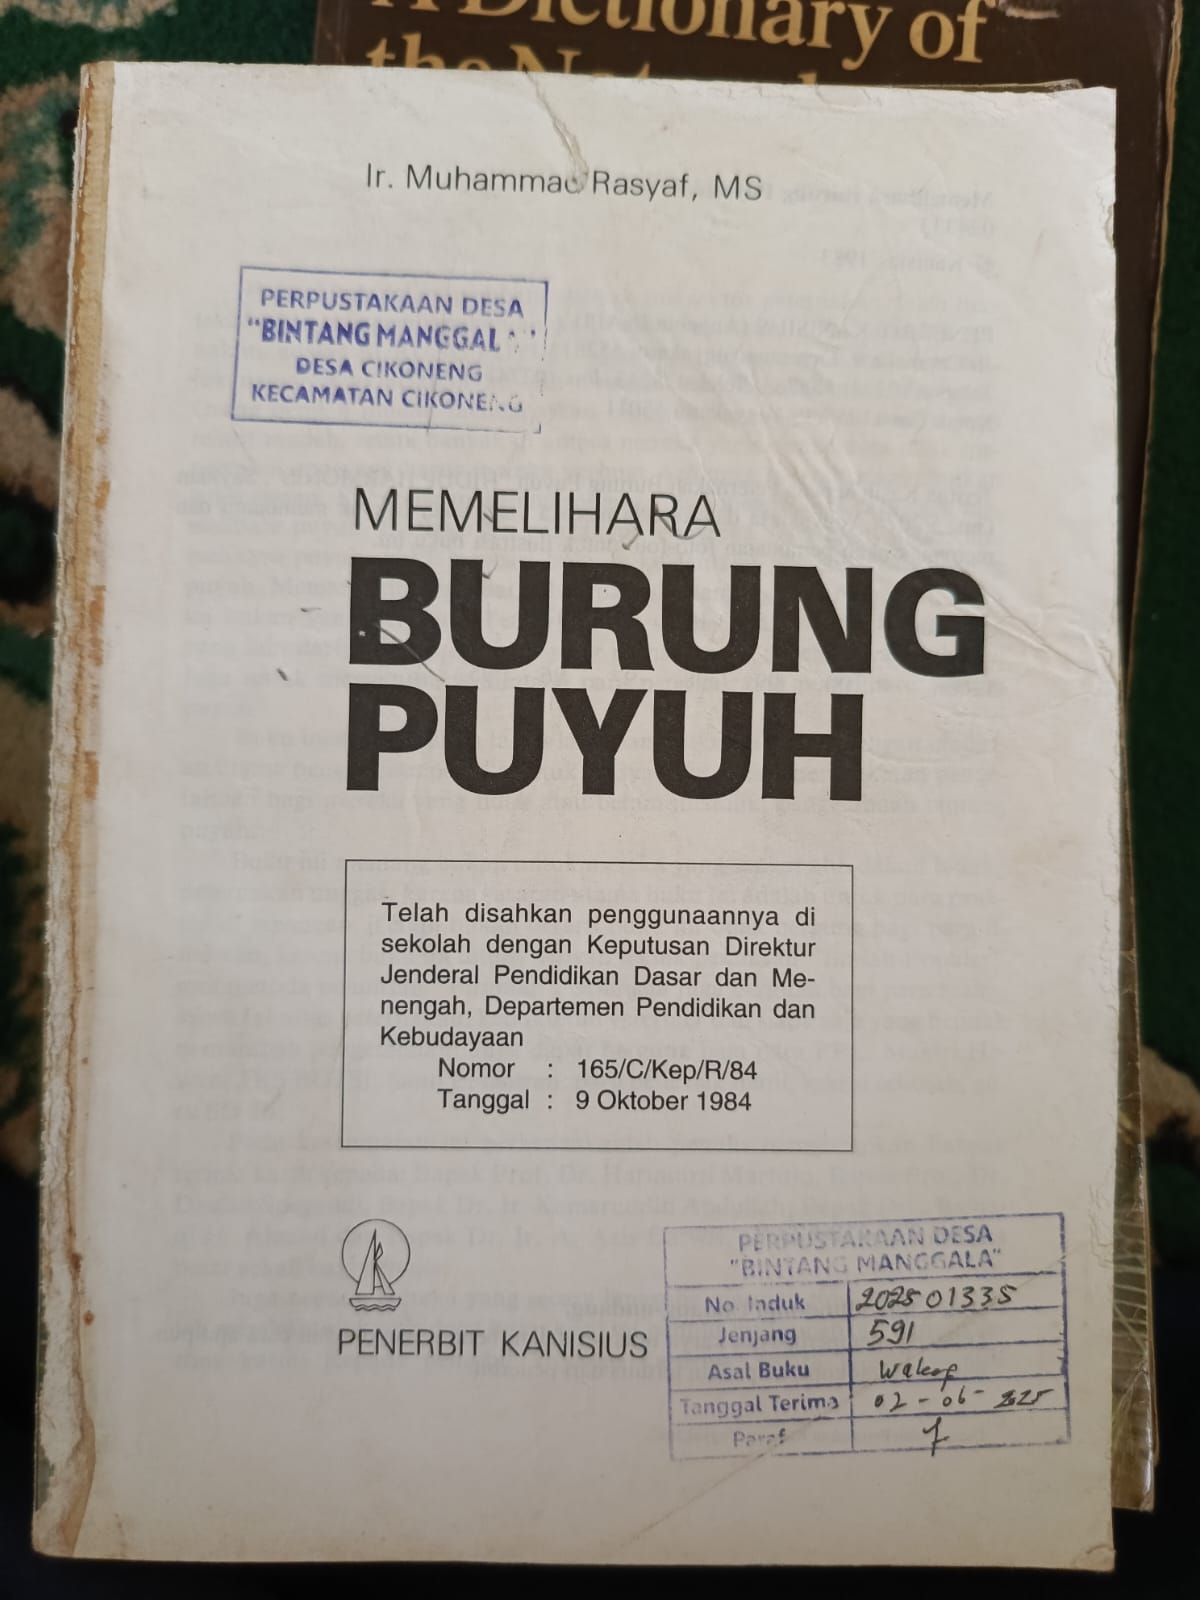 A Dictionary of
the
Ir. Muhammad Rasyaf, MS
PERPUSTAKAAN DESA
"BINTANG MANGGALA"
DESA CIKONENG
KECAMATAN CIKONENG
MEMELIHARA
BURUNG
PUYUH
Telah disahkan penggunaannya di
sekolah dengan Keputusan Direktur
Jenderal Pendidikan Dasar dan Me-
nengah, Departemen Pendidikan dan
Kebudayaan
Nomor : 165/C/Kep/R/84
Tanggal : 9 Oktober 1984
PENERBIT KANISIUS
PERPUSTAKAAN DESA
"BINTANG MANGGALA"
No Induk 202501335
Jenjang 591
Asal Buku
Tanggal Terima 02-06-2025
Paraf